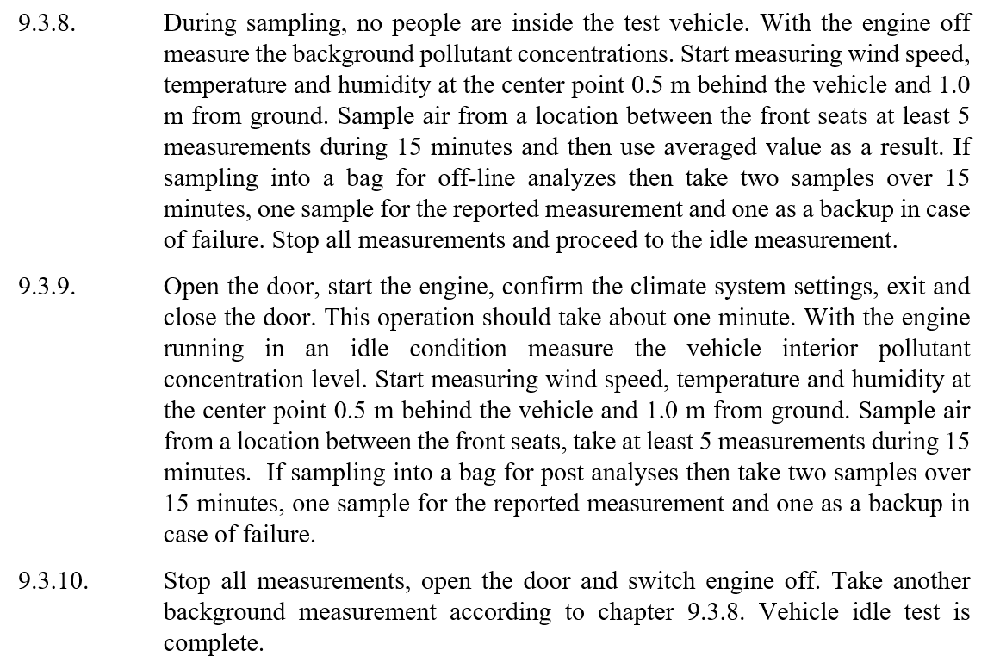 9.3.8. During sampling, no people are inside the test vehicle. With the engine off
measure the background pollutant concentrations. Start measuring wind speed,
temperature and humidity at the center point 0.5 m behind the vehicle and 1.0
m from ground. Sample air from a location between the front seats at least 5
measurements during 15 minutes and then use averaged value as a result. If
sampling into a bag for off-line analyzes then take two samples over 15
minutes, one sample for the reported measurement and one as a backup in case
of failure. Stop all measurements and proceed to the idle measurement.
9.3.9. Open the door, start the engine, confirm the climate system settings, exit and
close the door. This operation should take about one minute. With the engine
running in an idle condition measure the vehicle interior pollutant
concentration level. Start measuring wind speed, temperature and humidity at
the center point 0.5 m behind the vehicle and 1.0 m from ground. Sample air
from a location between the front seats, take at least 5 measurements during 15
minutes.  If sampling into a bag for post analyses then take two samples over
15 minutes, one sample for the reported measurement and one as a backup in
case of failure.
9.3.10. Stop all measurements, open the door and switch engine off. Take another
background measurement according to chapter 9.3.8. Vehicle idle test is
complete.